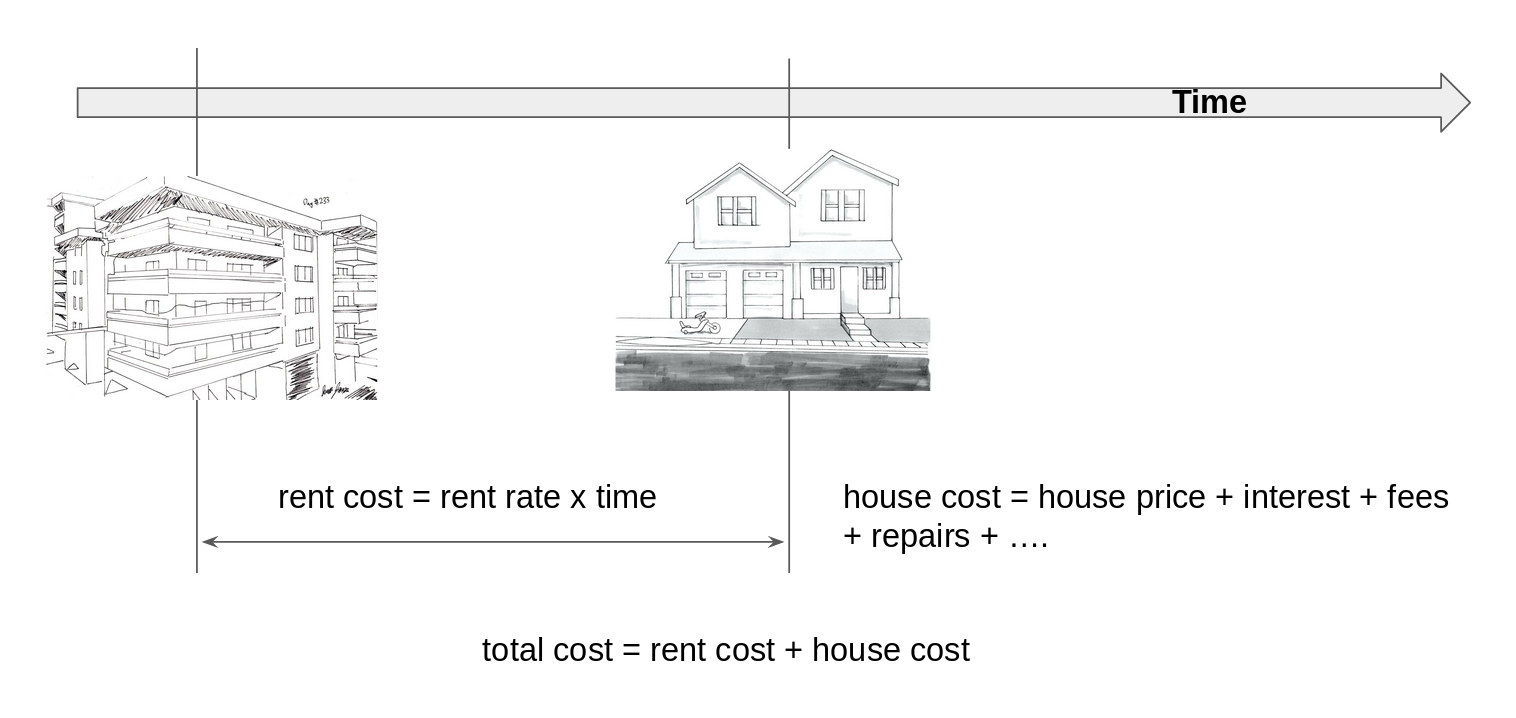 Time
#233
rent cost = rent rate x time
house cost = house price + interest + fees
+ repairs + ….
total cost = rent cost + house cost